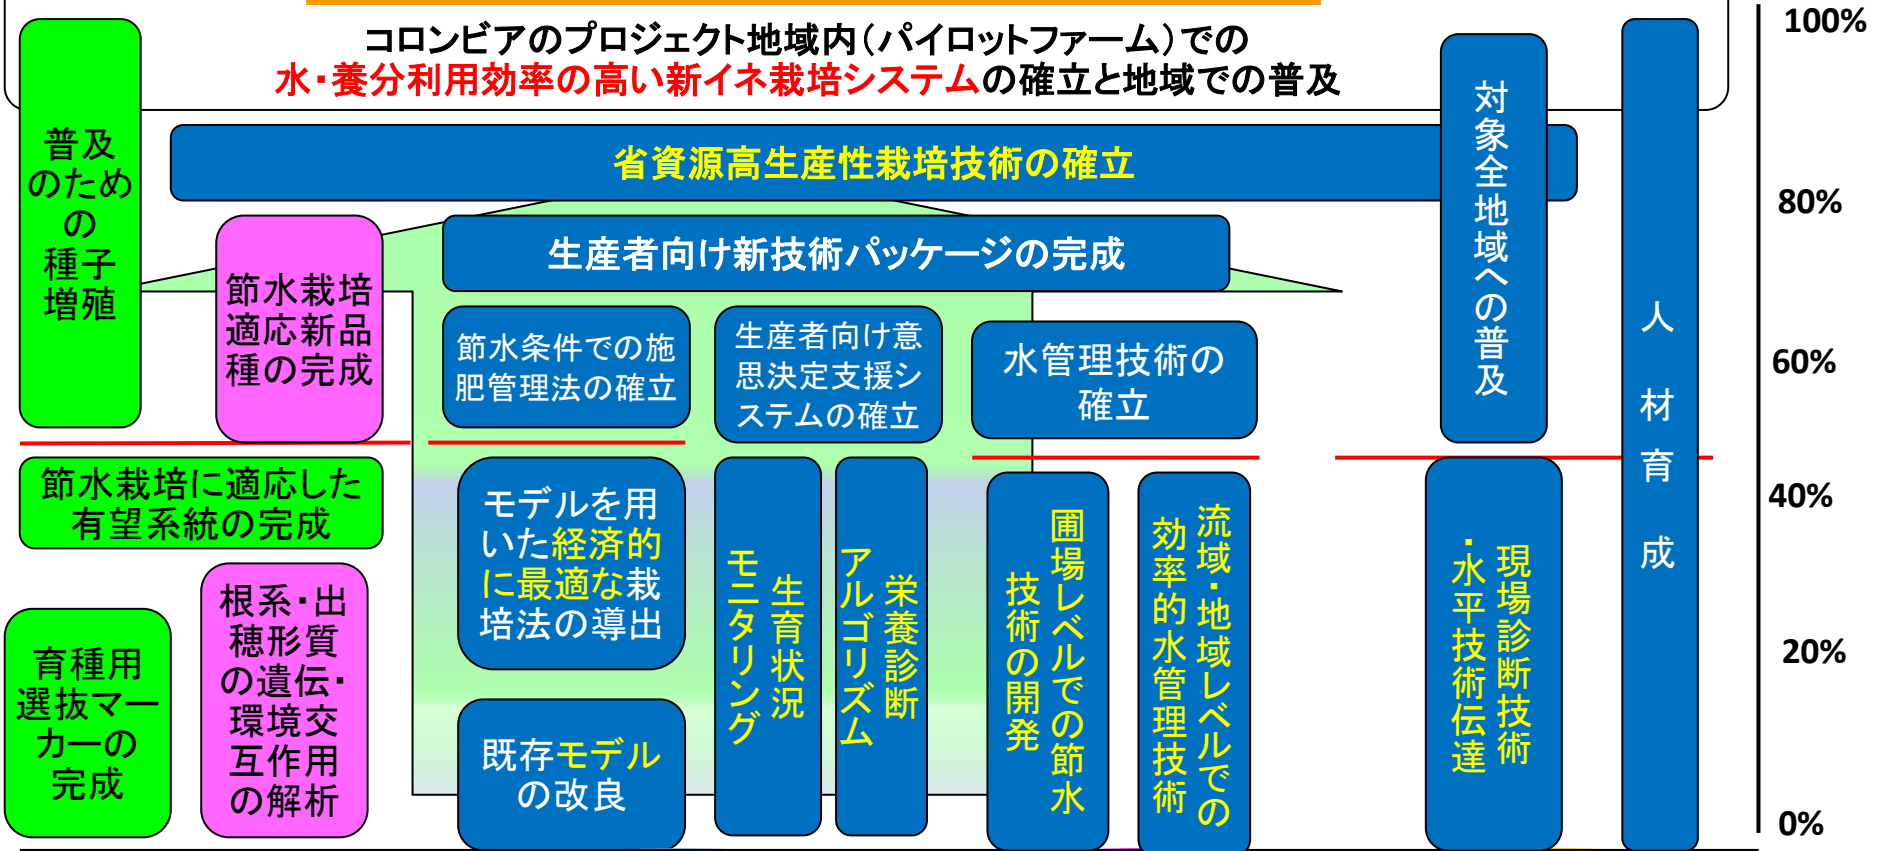 コロンビアのプロジェクト地域内（パイロットファーム）での
水・養分利用効率の高い新イネ栽培システムの確立と地域での普及
普及
のため
の
種子
増殖
省資源高生産性栽培技術の確立
生産者向け新技術パッケージの完成
節水栽培
適応新品
種の完成
節水条件での施
肥管理法の確立
生産者向け意
思決定支援シ
ステムの確立
水管理技術の
確立
対象全地域への普及
人材育成
節水栽培に適応した
有望系統の完成
育種用
選抜マー
カーの
完成
根系・出
穂形質
の遺伝・
環境交
互作用
の解析
モデルを用
いた経済的
に最適な栽
培法の導出
既存モデル
の改良
生育状況
モニタリング
栄養診断
アルゴリズム
圃場レベルでの節水
技術の開発
流域・地域レベルでの
効率的水管理技術
現場診断技術
・水平技術伝達
100%
80%
60%
40%
20%
0%